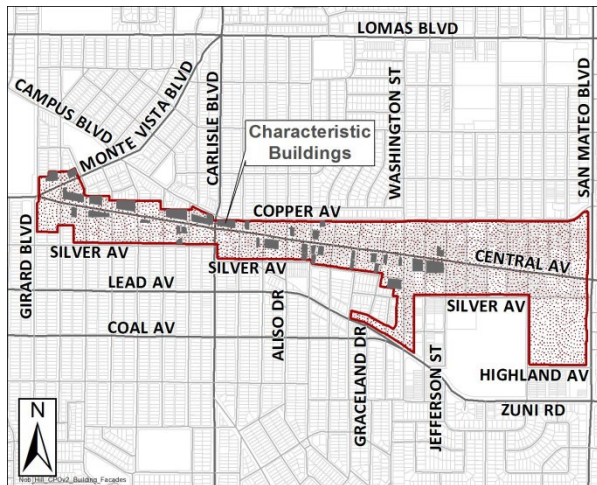 LOMAS BLVD
CAMPUS BLVD
MONTE VISTA BLVD
CARLISLE BLVD
WASHINGTON ST
SAN MATEO BLVD
Characteristic
Buildings
COPPER AV
GIRARD BLVD
SILVER AV
SILVER AV
CENTRAL AV
LEAD AV
SILVER AV
COAL AV
ALISO DR
GRACELAND DR
JEFFERSON ST
HIGHLAND AV
ZUNI RD
N
Nob_Hill_CPOv2_Building_Facades